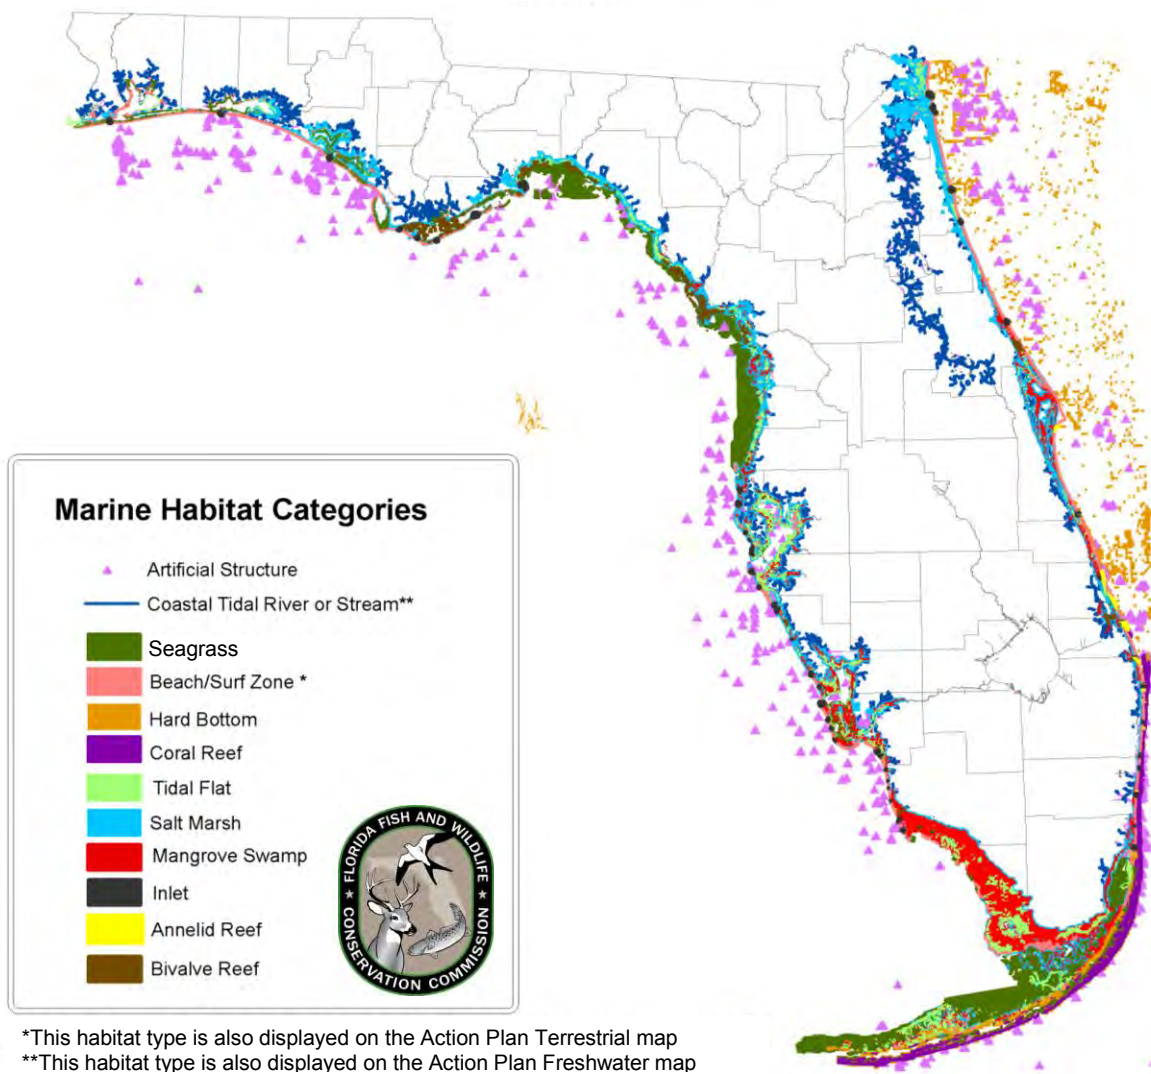 Marine Habitat Categories
Artificial Structure
Coastal Tidal River or Stream**
Seagrass
Beach/Surf Zone *
Hard Bottom
Coral Reef
Tidal Flat
Salt Marsh
Mangrove Swamp
Inlet
Annelid Reef
Bivalve Reef
FLORIDA FISH AND WILDLIFE
CONSERVATION COMMISSION
*This habitat type is also displayed on the Action Plan Terrestrial map
**This habitat type is also displayed on the Action Plan Freshwater map